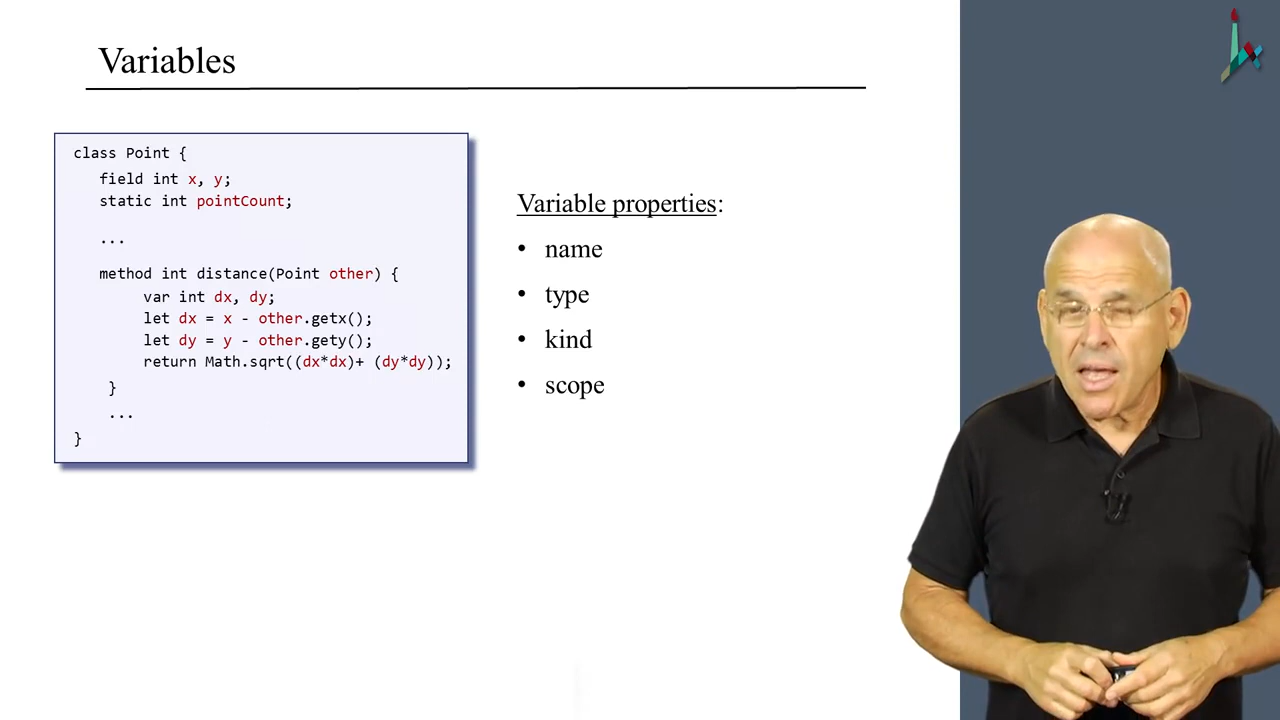 Variables
class Point {
field int x, y;
static int pointCount;
...
method int distance(Point other) {
var int dx, dy;
let dx = x - other.getx();
let dy = y - other.gety();
return Math.sqrt((dx*dx)+ (dy*dy));
}
...
}
Variable properties:
• name
• type
• kind
• scope